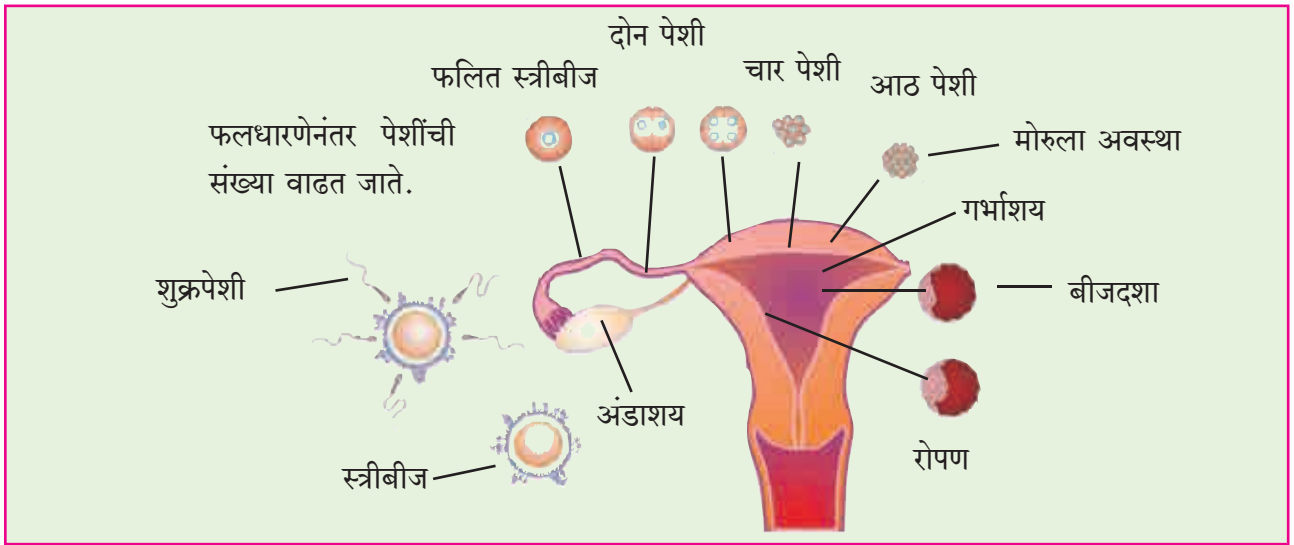 दोन पेशी
फलित स्त्रीबीज
चार पेशी
आठ पेशी
फलधारणेनंतर पेशींची
संख्या वाढत जाते.
मोरुला अवस्था
गर्भाशय
शुक्रपेशी
बीजदशा
अंडाशय
रोपण
स्त्रीबीज